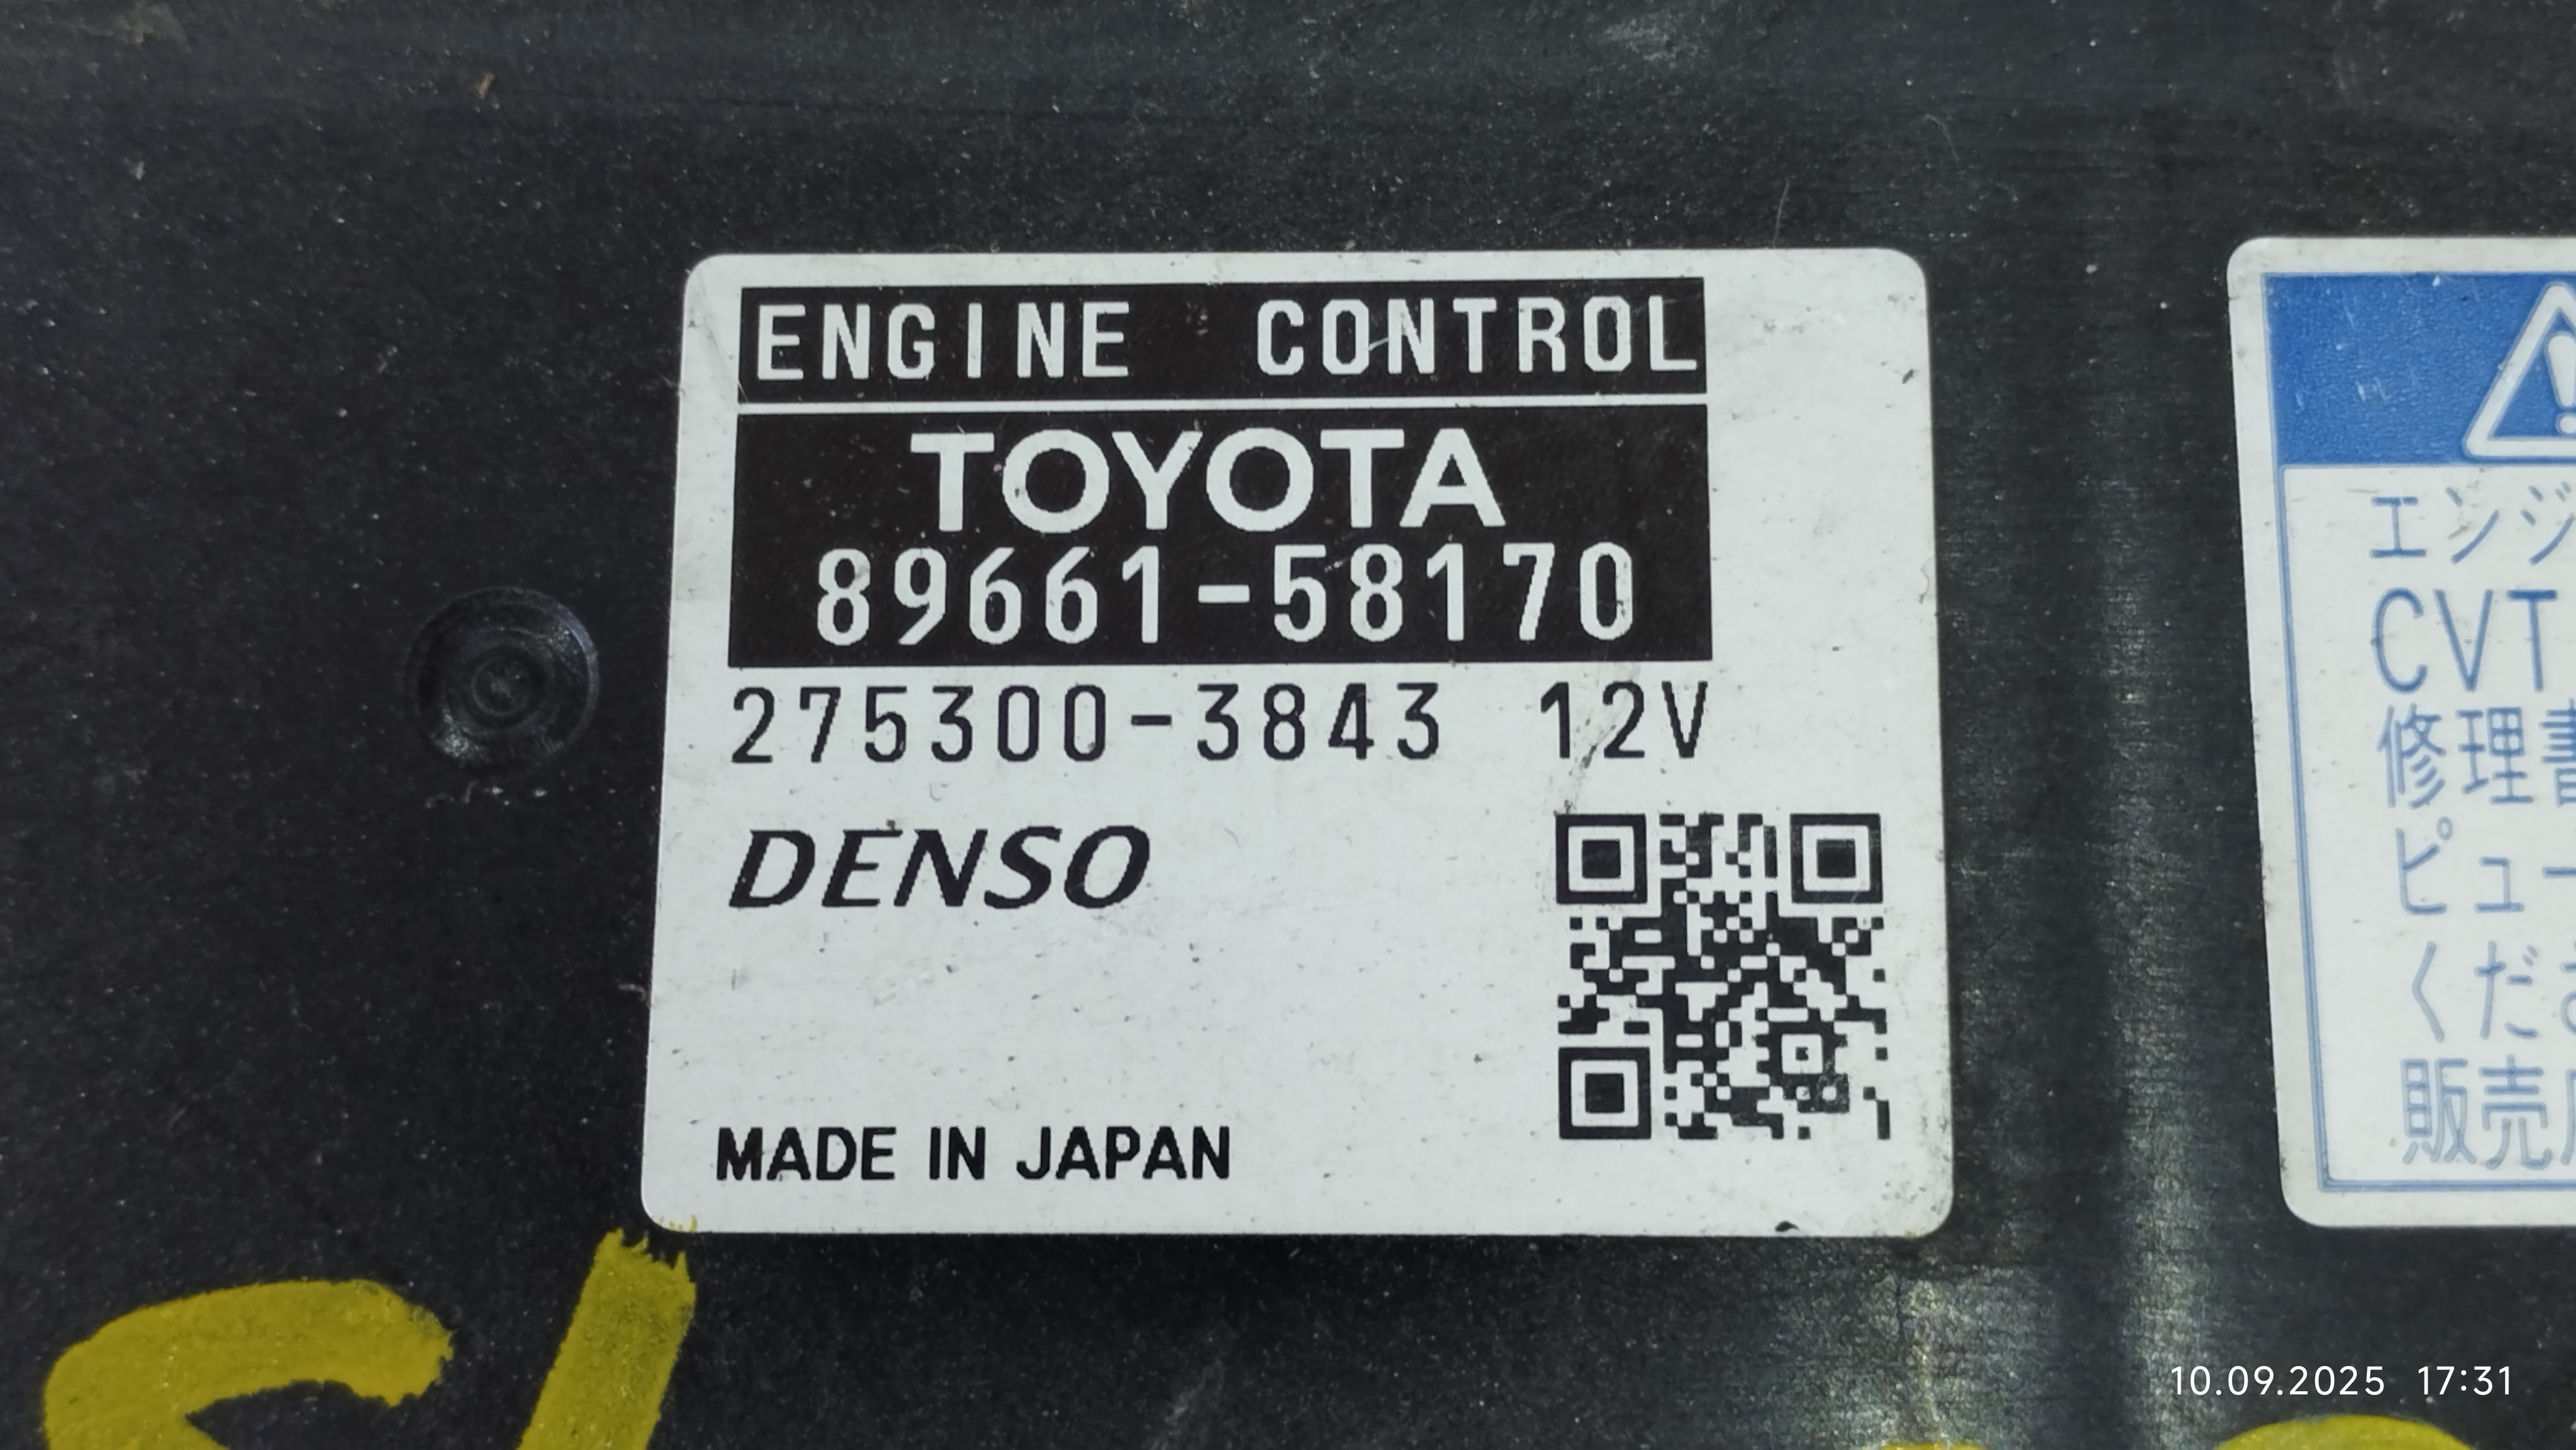 ENGINE CONTROL
TOYOTA
89661-58170
275300-3843 12V
DENSO
MADE IN JAPAN
エンジ
CVT
修理書
ピュー
くださ
販売
10.09.2025 17:31